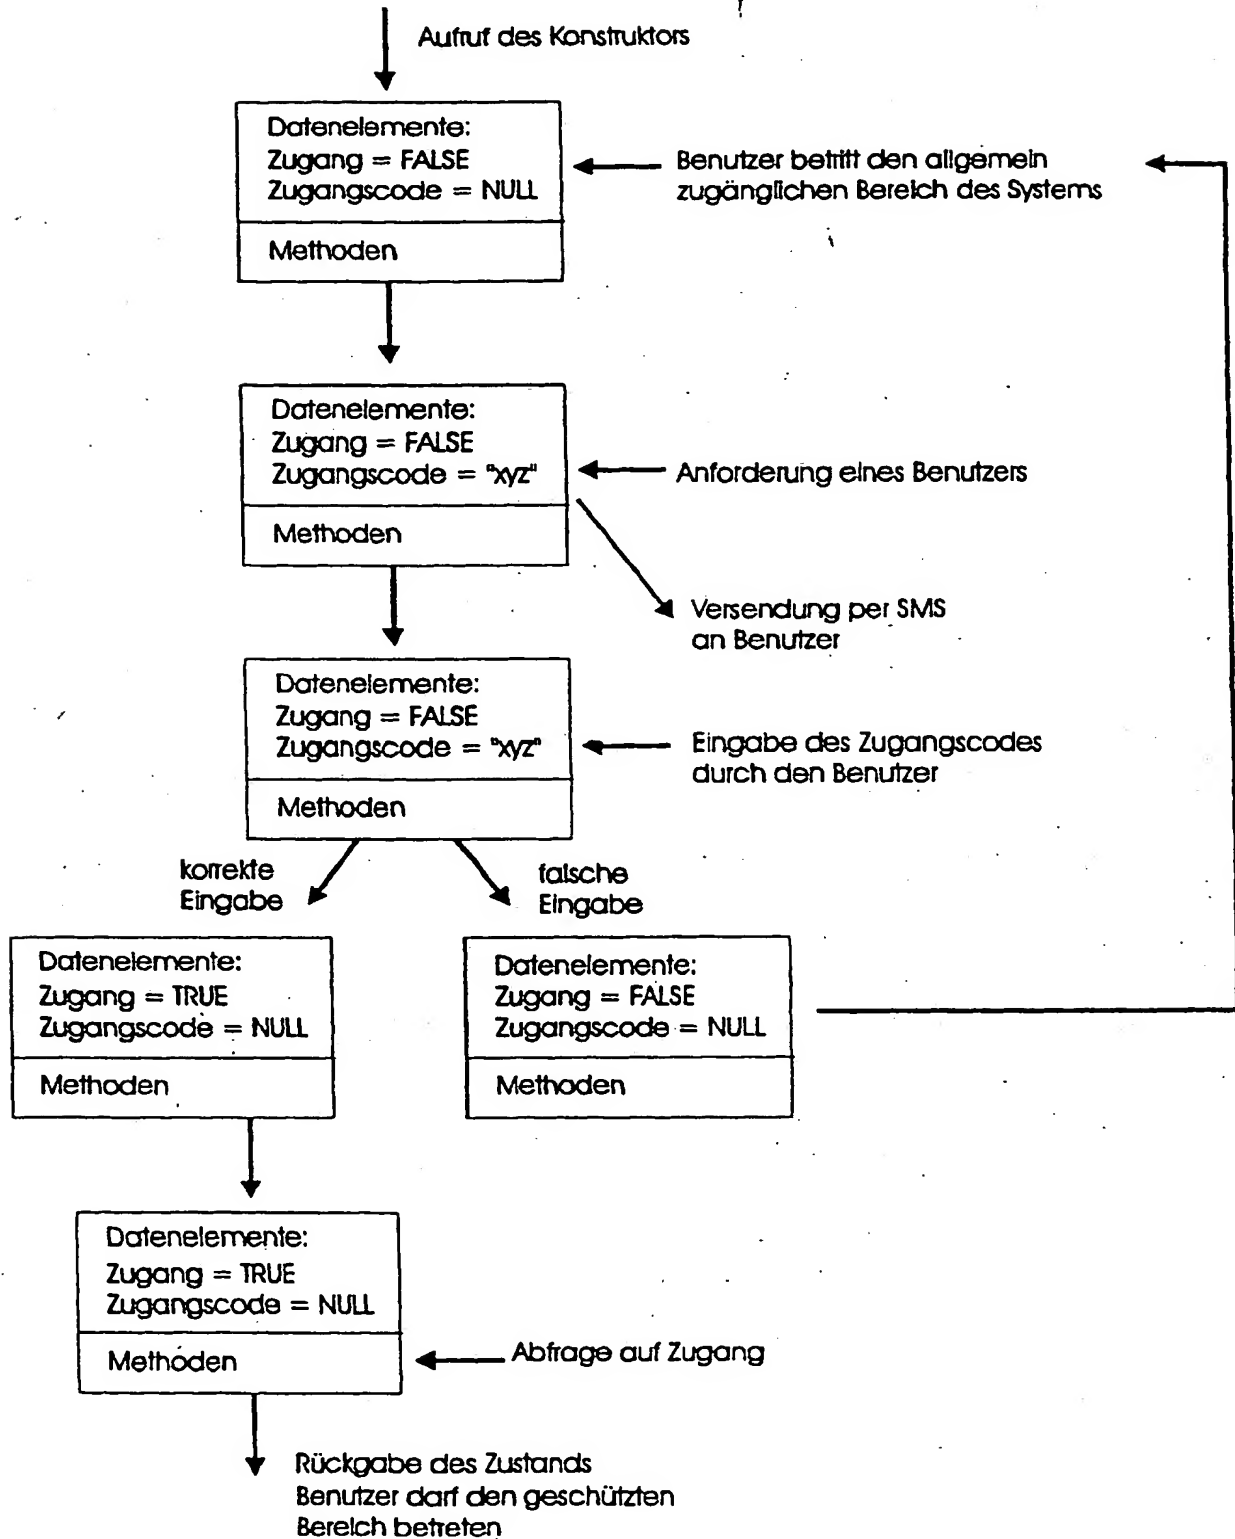 Aufruf des Konstruktors
Datenelemente:
Zugang = FALSE
Zugangscode = NULL
Methoden
Benutzer betritt den allgemein
zugänglichen Bereich des Systems
Datenelemente:
Zugang = FALSE
Zugangscode = "xyz"
Methoden
Anforderung eines Benutzers
Versendung per SMS
an Benutzer
Datenelemente:
Zugang = FALSE
Zugangscode = "xyz"
Methoden
Eingabe des Zugangscodes
durch den Benutzer
korrekte
Eingabe
falsche
Eingabe
Datenelemente:
Zugang = TRUE
Zugangscode = NULL
Methoden
Datenelemente:
Zugang = FALSE
Zugangscode = NULL
Methoden
Datenelemente:
Zugang = TRUE
Zugangscode = NULL
Methoden
Abfrage auf Zugang
Rückgabe des Zustands
Benutzer darf den geschützten
Bereich betreten